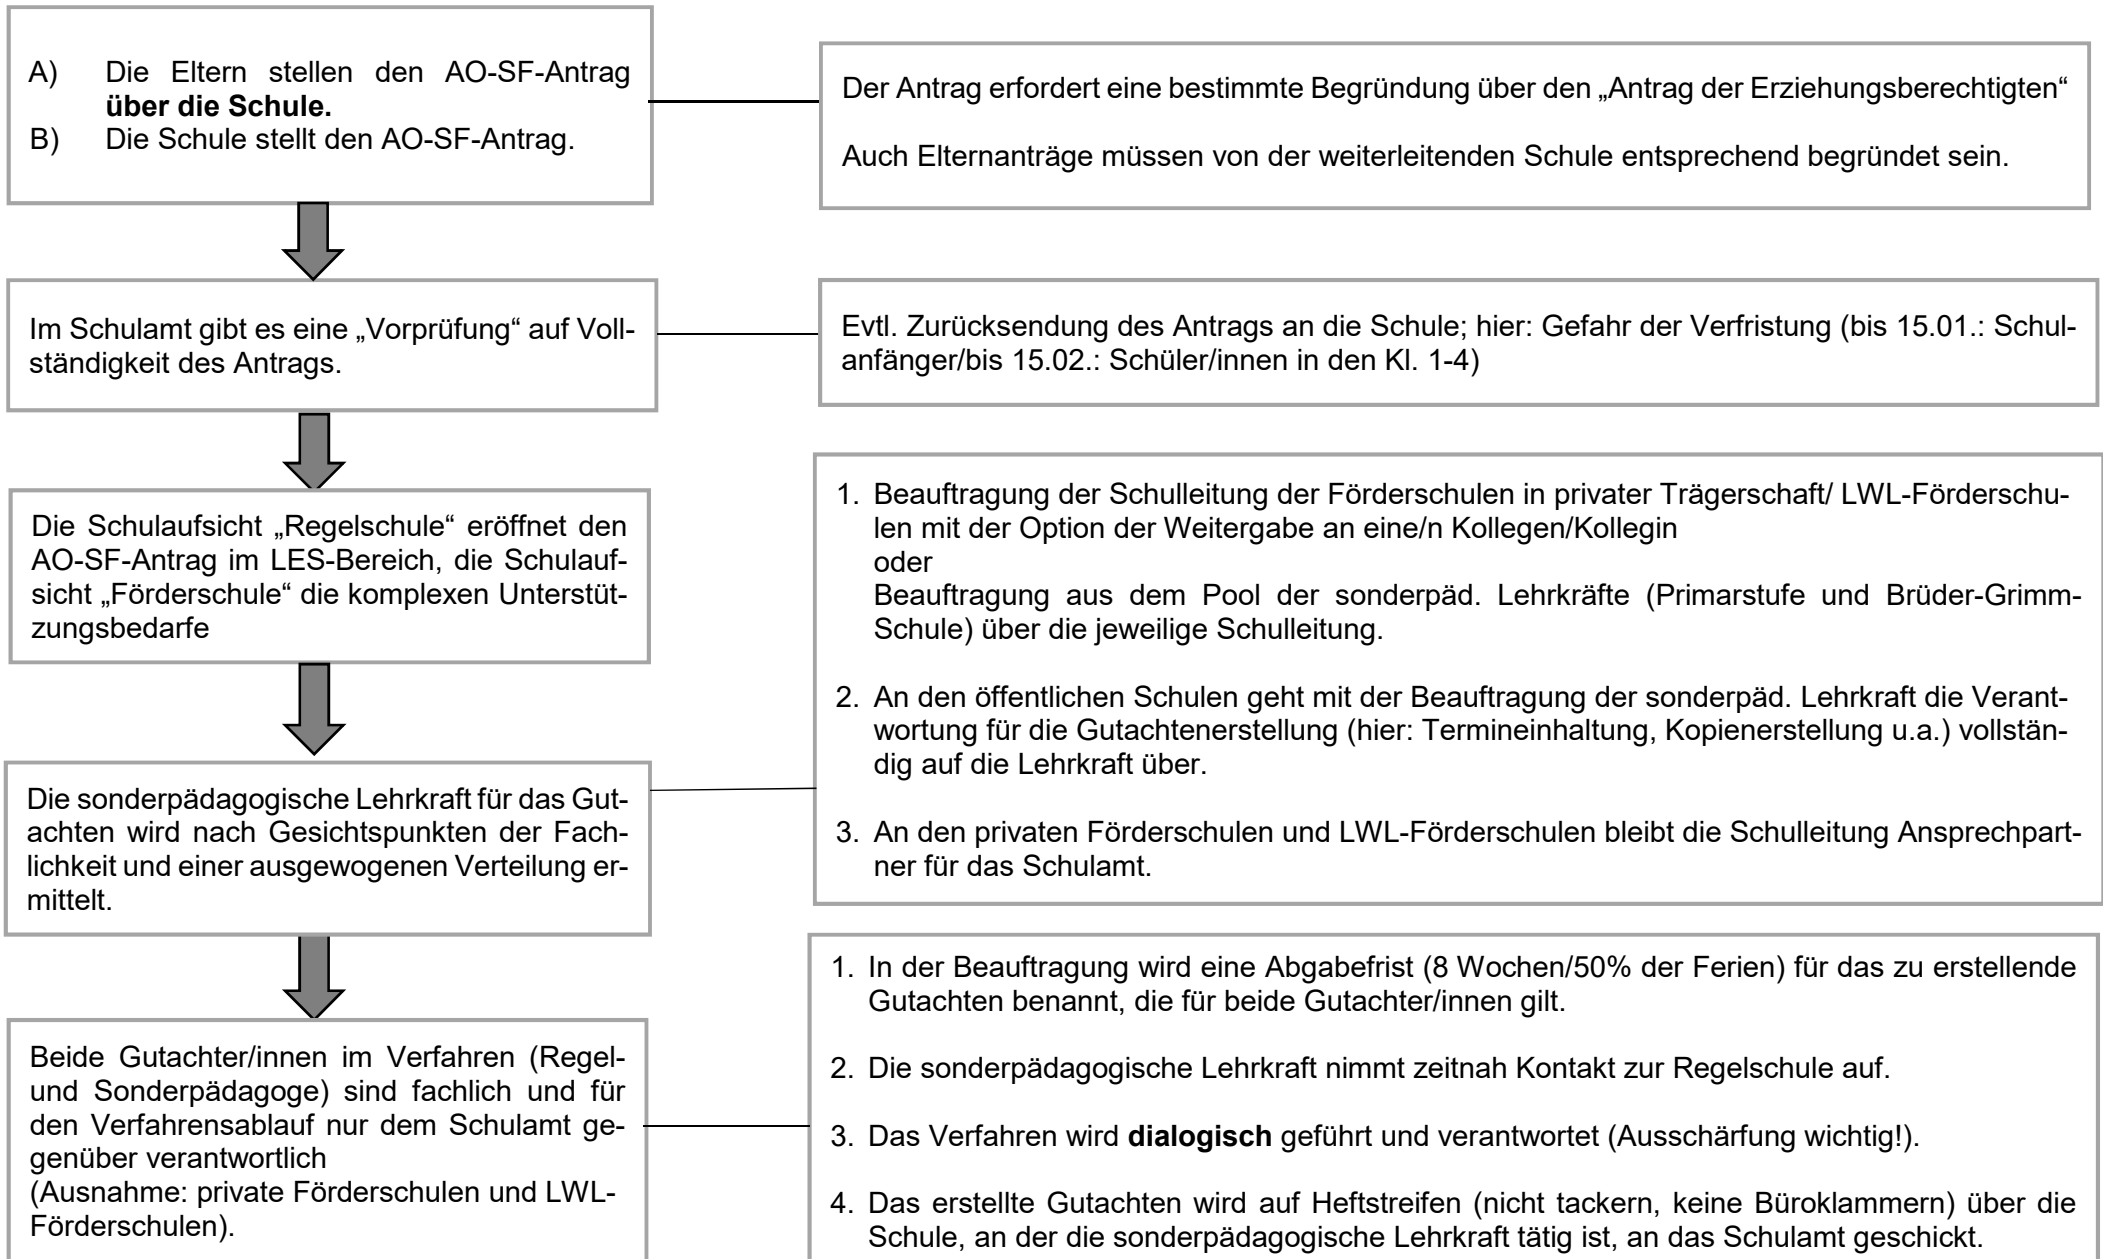 A) Die Eltern stellen den AO-SF-Antrag
über die Schule.
B) Die Schule stellt den AO-SF-Antrag.
Der Antrag erfordert eine bestimmte Begründung über den „Antrag der Erziehungsberechtigten“
Auch Elternanträge müssen von der weiterleitenden Schule entsprechend begründet sein.
Im Schulamt gibt es eine „Vorprüfung“ auf Voll-
ständigkeit des Antrags.
Evtl. Zurücksendung des Antrags an die Schule; hier: Gefahr der Verfristung (bis 15.01.: Schul-
anfänger/bis 15.02.: Schüler/innen in den Kl. 1-4)
Die Schulaufsicht „Regelschule“ eröffnet den
AO-SF-Antrag im LES-Bereich, die Schulauf-
sicht „Förderschule“ die komplexen Unterstüt-
zungsbedarfe
1. Beauftragung der Schulleitung der Förderschulen in privater Trägerschaft/ LWL-Förderschu-
len mit der Option der Weitergabe an eine/n Kollegen/Kollegin
oder
Beauftragung aus dem Pool der sonderpäd. Lehrkräfte (Primarstufe und Brüder-Grimm-
Schule) über die jeweilige Schulleitung.
2. An den öffentlichen Schulen geht mit der Beauftragung der sonderpäd. Lehrkraft die Verant-
wortung für die Gutachtenerstellung (hier: Termineinhaltung, Kopienerstellung u.a.) vollstän-
dig auf die Lehrkraft über.
3. An den privaten Förderschulen und LWL-Förderschulen bleibt die Schulleitung Ansprechpart-
ner für das Schulamt.
Die sonderpädagogische Lehrkraft für das Gut-
achten wird nach Gesichtspunkten der Fach-
lichkeit und einer ausgewogenen Verteilung er-
mittelt.
Beide Gutachter/innen im Verfahren (Regel-
und Sonderpädagoge) sind fachlich und für
den Verfahrensablauf nur dem Schulamt ge-
genüber verantwortlich
(Ausnahme: private Förderschulen und LWL-
Förderschulen).
1. In der Beauftragung wird eine Abgabefrist (8 Wochen/50% der Ferien) für das zu erstellende
Gutachten benannt, die für beide Gutachter/innen gilt.
2. Die sonderpädagogische Lehrkraft nimmt zeitnah Kontakt zur Regelschule auf.
3. Das Verfahren wird dialogisch geführt und verantwortet (Ausschärfung wichtig!).
4. Das erstellte Gutachten wird auf Heftstreifen (nicht tackern, keine Büroklammern) über die
Schule, an der die sonderpädagogische Lehrkraft tätig ist, an das Schulamt geschickt.